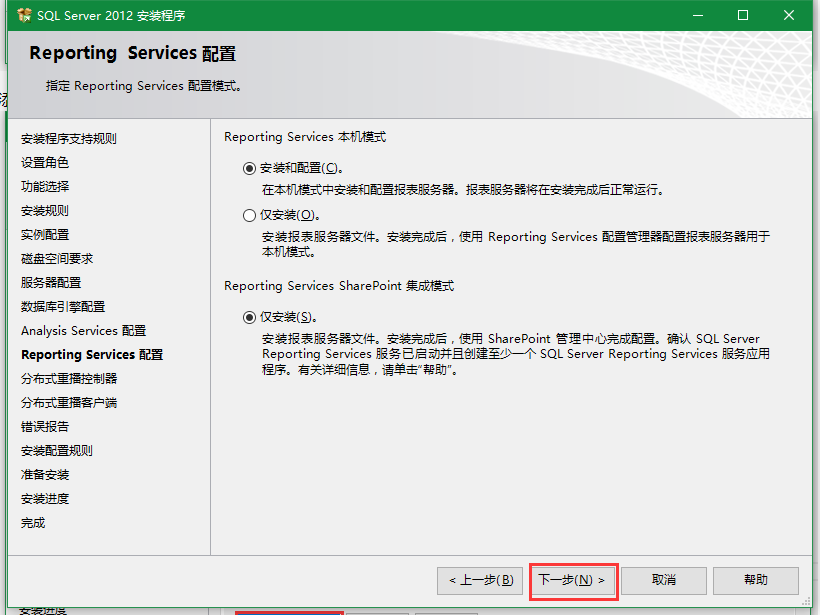 SQL Server 2012 安装程序
Reporting Services 配置
指定 Reporting Services 配置模式。
安装程序支持规则
设置角色
功能选择
安装规则
实例配置
磁盘空间要求
服务器配置
数据库引擎配置
Analysis Services 配置
Reporting Services 配置
分布式重播控制器
分布式重播客户端
错误报告
安装配置规则
准备安装
安装进度
完成
Reporting Services 本机模式
安装和配置(C)。
在本机模式中安装和配置报表服务器。报表服务器将在安装完成后正常运行。
仅安装(O)。
安装报表服务器文件。安装完成后，使用 Reporting Services 配置管理器配置报表服务器用于
本机模式。
Reporting Services SharePoint 集成模式
仅安装(S)。
安装报表服务器文件。安装完成后，使用 SharePoint 管理中心完成配置。确认 SQL Server
Reporting Services 服务已启动并且创建至少一个 SQL Server Reporting Services 服务应用
程序。有关详细信息，请单击“帮助”。
< 上一步(B)
下一步(N) >
取消
帮助
安装进度